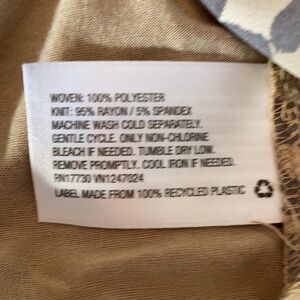 WOVEN: 100% POLYESTER
KNIT: 95% RAYON / 5% SPANDEX
MACHINE WASH COLD SEPARATELY.
GENTLE CYCLE. ONLY NON-CHLORINE
BLEACH IF NEEDED. TUMBLE DRY LOW.
REMOVE PROMPTLY. COOL IRON IF NEEDED.
RN17730 VN1247024
LABEL MADE FROM 100% RECYCLED PLASTIC